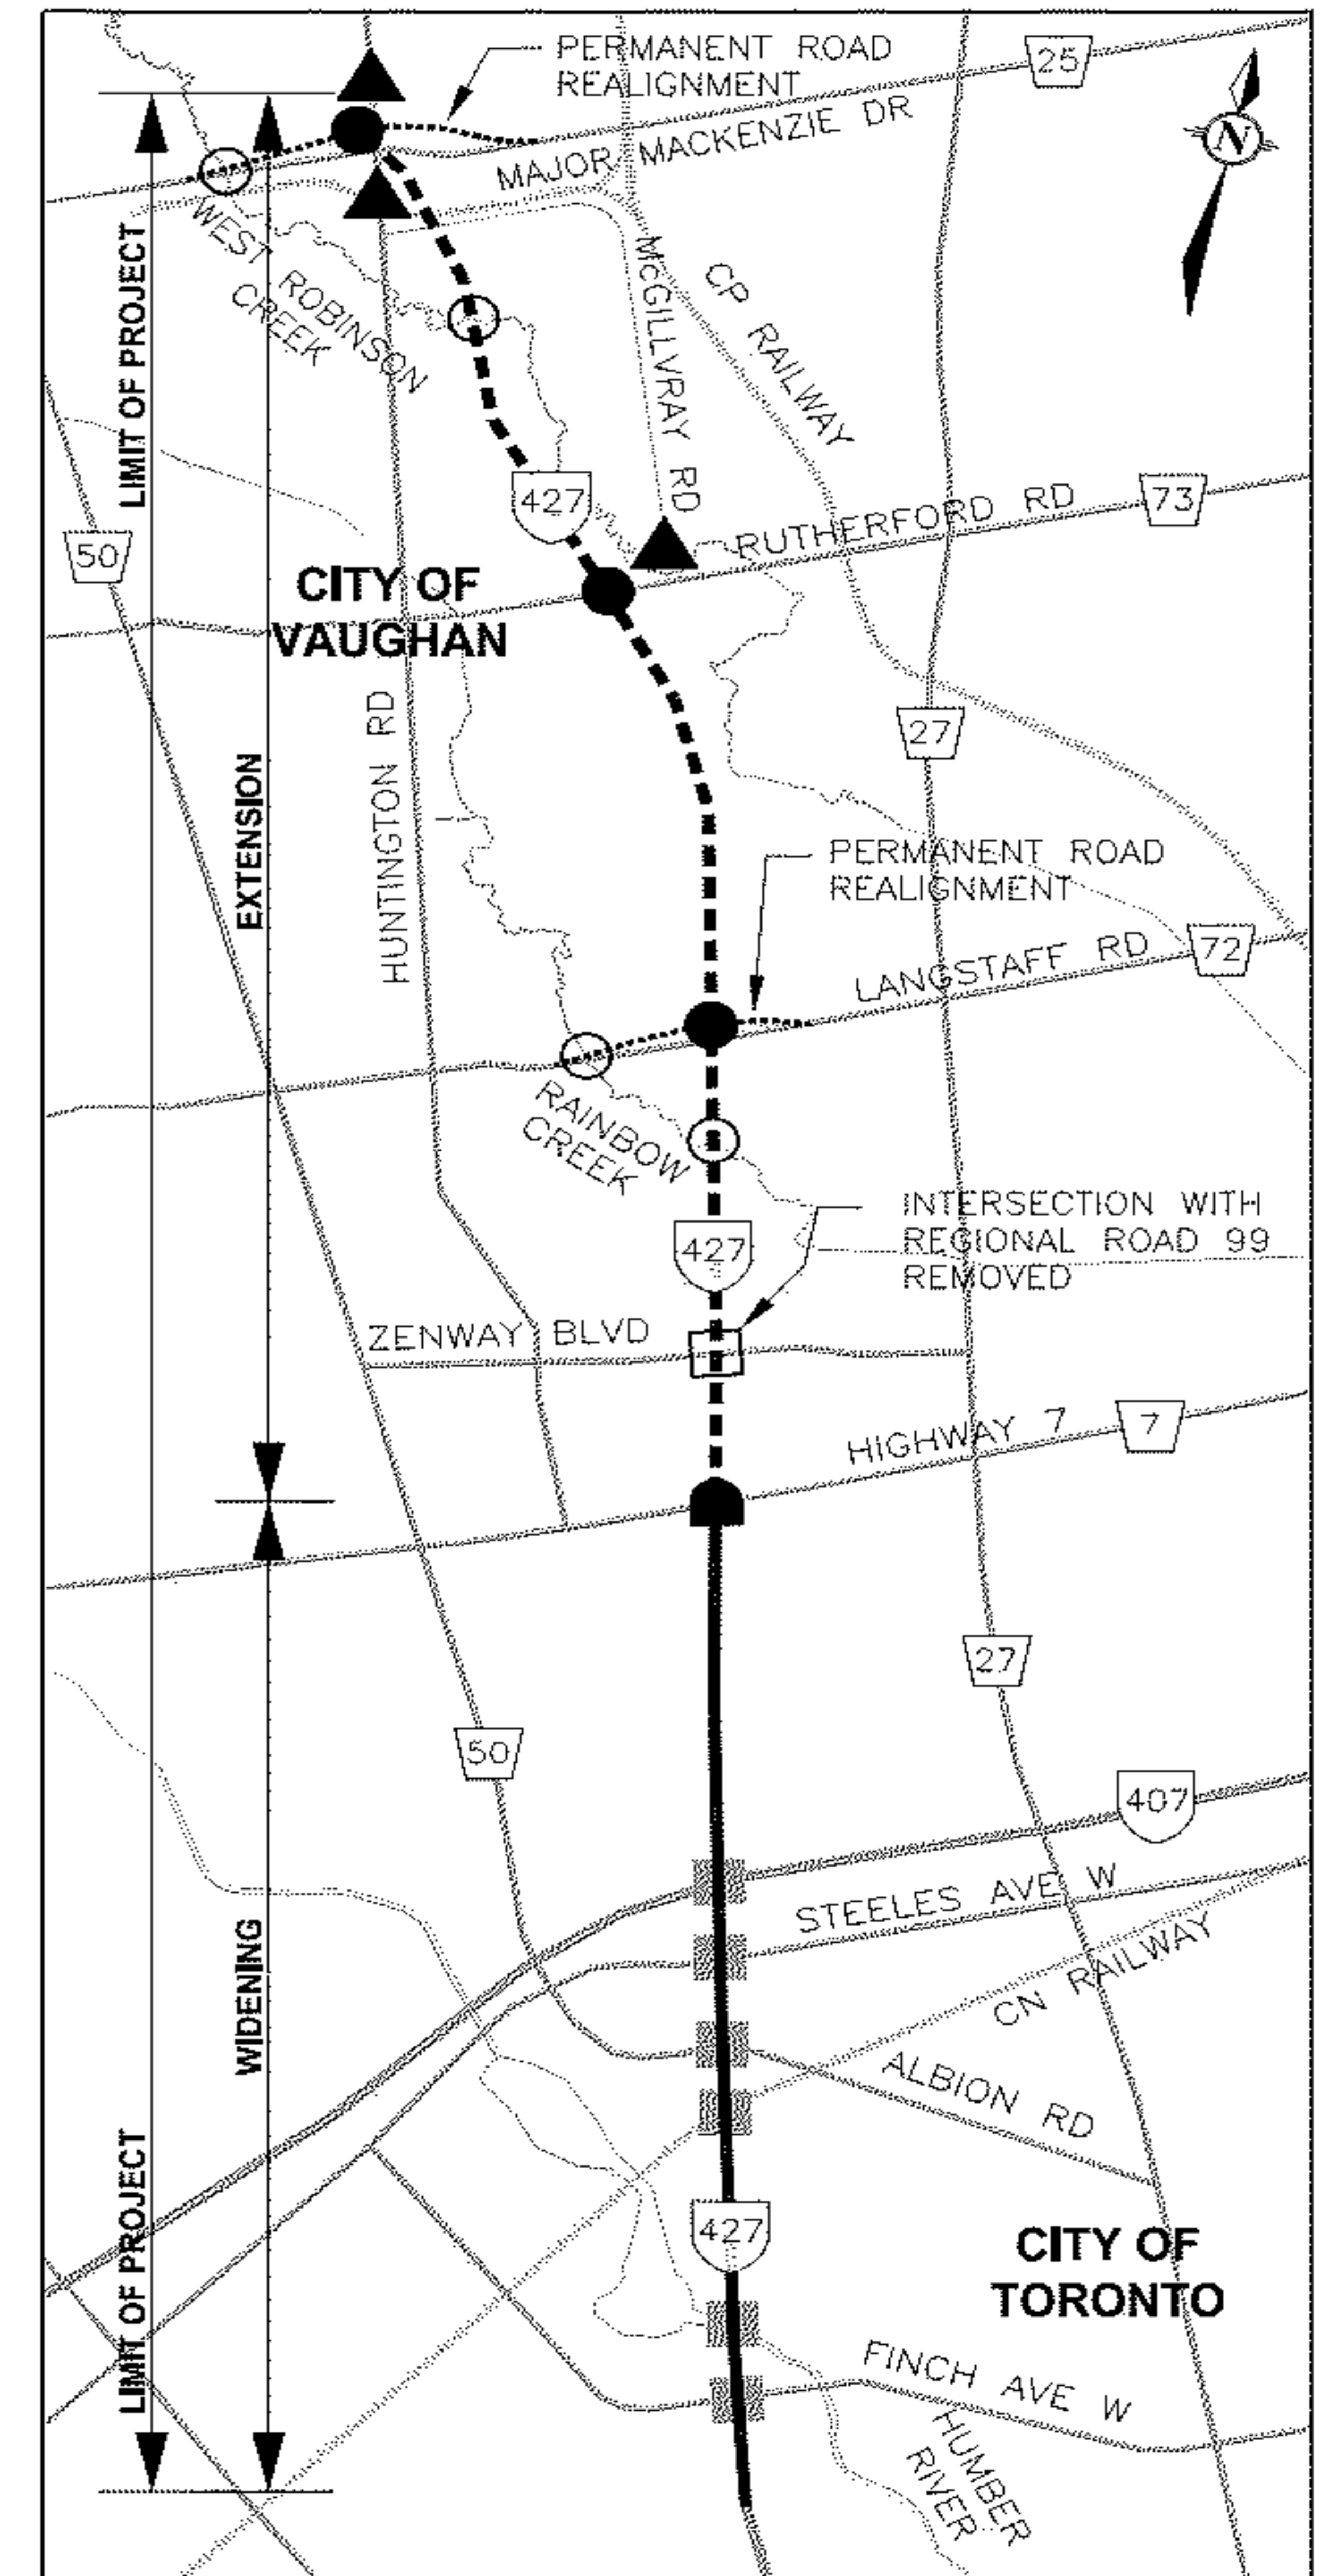 PERMANENT ROAD
REALIGNMENT
25
N
MAJOR MACKENZIE DR
WEST ROBINSON
CREEK
LIMIT OF PROJECT
McGILLVRAY RD
CP RAILWAY
427
50
RUTHERFORD RD
73
CITY OF
VAUGHAN
HUNTINGTON RD
27
EXTENSION
PERMANENT ROAD
REALIGNMENT
LANGSTAFF RD
72
RAINBOW
CREEK
INTERSECTION WITH
REGIONAL ROAD 99
REMOVED
427
ZENWAY BLVD
HIGHWAY 7
7
27
50
407
STEELES AVE W
CN RAILWAY
WIDENING
ALBION RD
LIMIT OF PROJECT
427
CITY OF
TORONTO
FINCH AVE W
HUMBER
RIVER